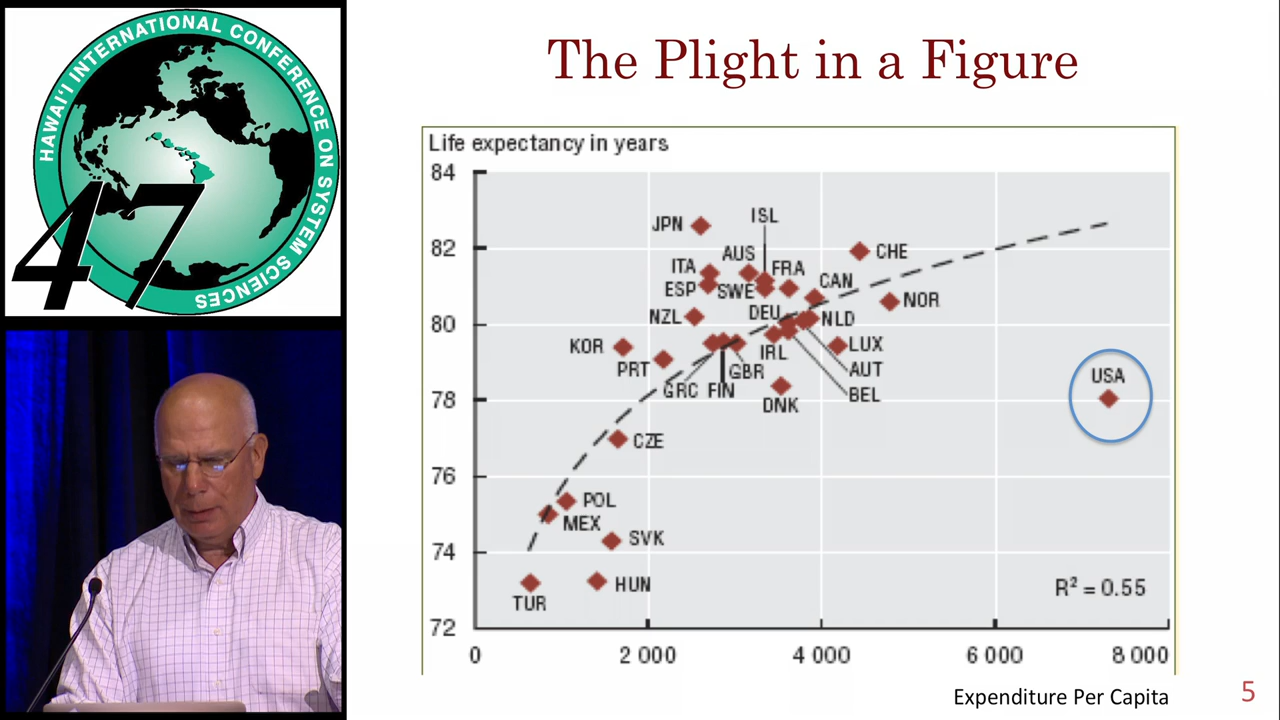 HAWAI'I INTERNATIONAL CONFERENCE ON SYSTEM SCIENCES
47
The Plight in a Figure
Life expectancy in years
84
82
80
78
76
74
72
JPN
ISL
ITA
AUS
FRA
CHE
ESP
SWE
CAN
NOR
NZL
DEU
NLD
KOR
PRT
IRL
LUX
GRC
FIN
GBR
AUT
BEL
DNK
USA
CZE
POL
MEX
SVK
HUN
TUR
R² = 0.55
0
2 000
4 000
6 000
8 000
Expenditure Per Capita
5